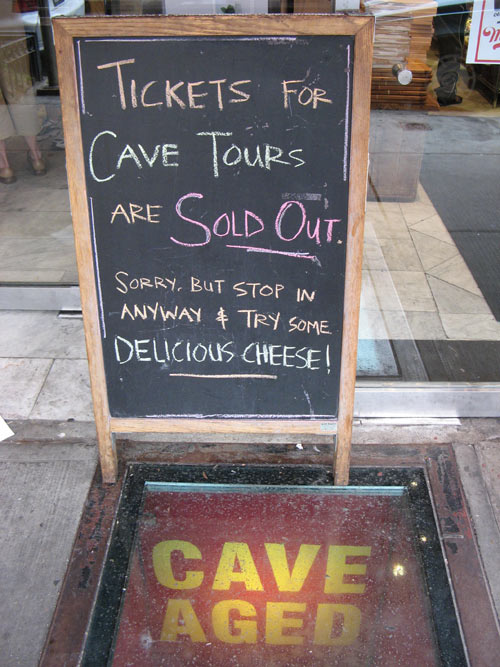 TICKETS FOR
CAVE TOURS
ARE SOLD OUT.
SORRY, BUT STOP IN
ANYWAY & TRY SOME
DELICIOUS CHEESE!
CAVE
AGED